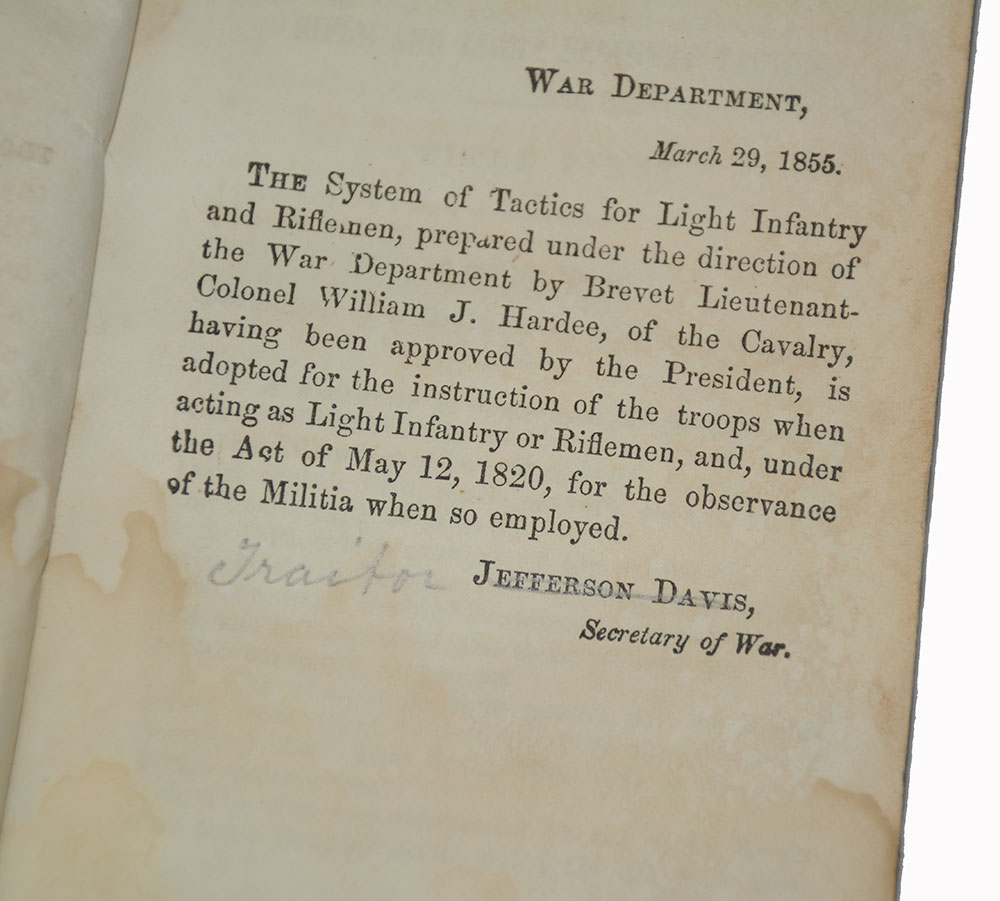 WAR DEPARTMENT,
March 29, 1855.
THE System of Tactics for Light Infantry
and Riflemen, prepared under the direction of
the War Department by Brevet Lieutenant-
Colonel William J. Hardee, of the Cavalry,
having been approved by the President, is
adopted for the instruction of the troops when
acting as Light Infantry or Riflemen, and, under
the Act of May 12, 1820, for the observance
of the Militia when so employed.
Traitor JEFFERSON DAVIS,
Secretary of War.